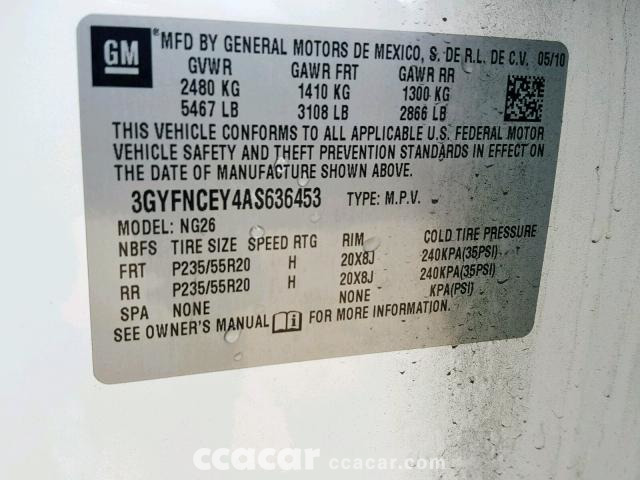 GM ®MFD BY GENERAL MOTORS DE MEXICO, S. DE R.L. DE C.V. 05/10
GVWR GAWR FRT GAWR RR
2480 KG 1410 KG 1300 KG
5467 LB 3108 LB 2866 LB
THIS VEHICLE CONFORMS TO ALL APPLICABLE U.S. FEDERAL MOTOR
VEHICLE SAFETY AND THEFT PREVENTION STANDARDS IN EFFECT ON
THE DATE OF MANUFACTURE SHOWN ABOVE.
3GYFNCEY4AS636453 TYPE: M.P.V.
MODEL: NG26
NBFS TIRE SIZE SPEED RTG RIM COLD TIRE PRESSURE
FRT P235/55R20 H 20X8J 240KPA(35PSI)
RR P235/55R20 H 20X8J 240KPA(35PSI)
SPA NONE NONE KPA(PSI)
SEE OWNER'S MANUAL FOR MORE INFORMATION.
ccacar ccacar.com